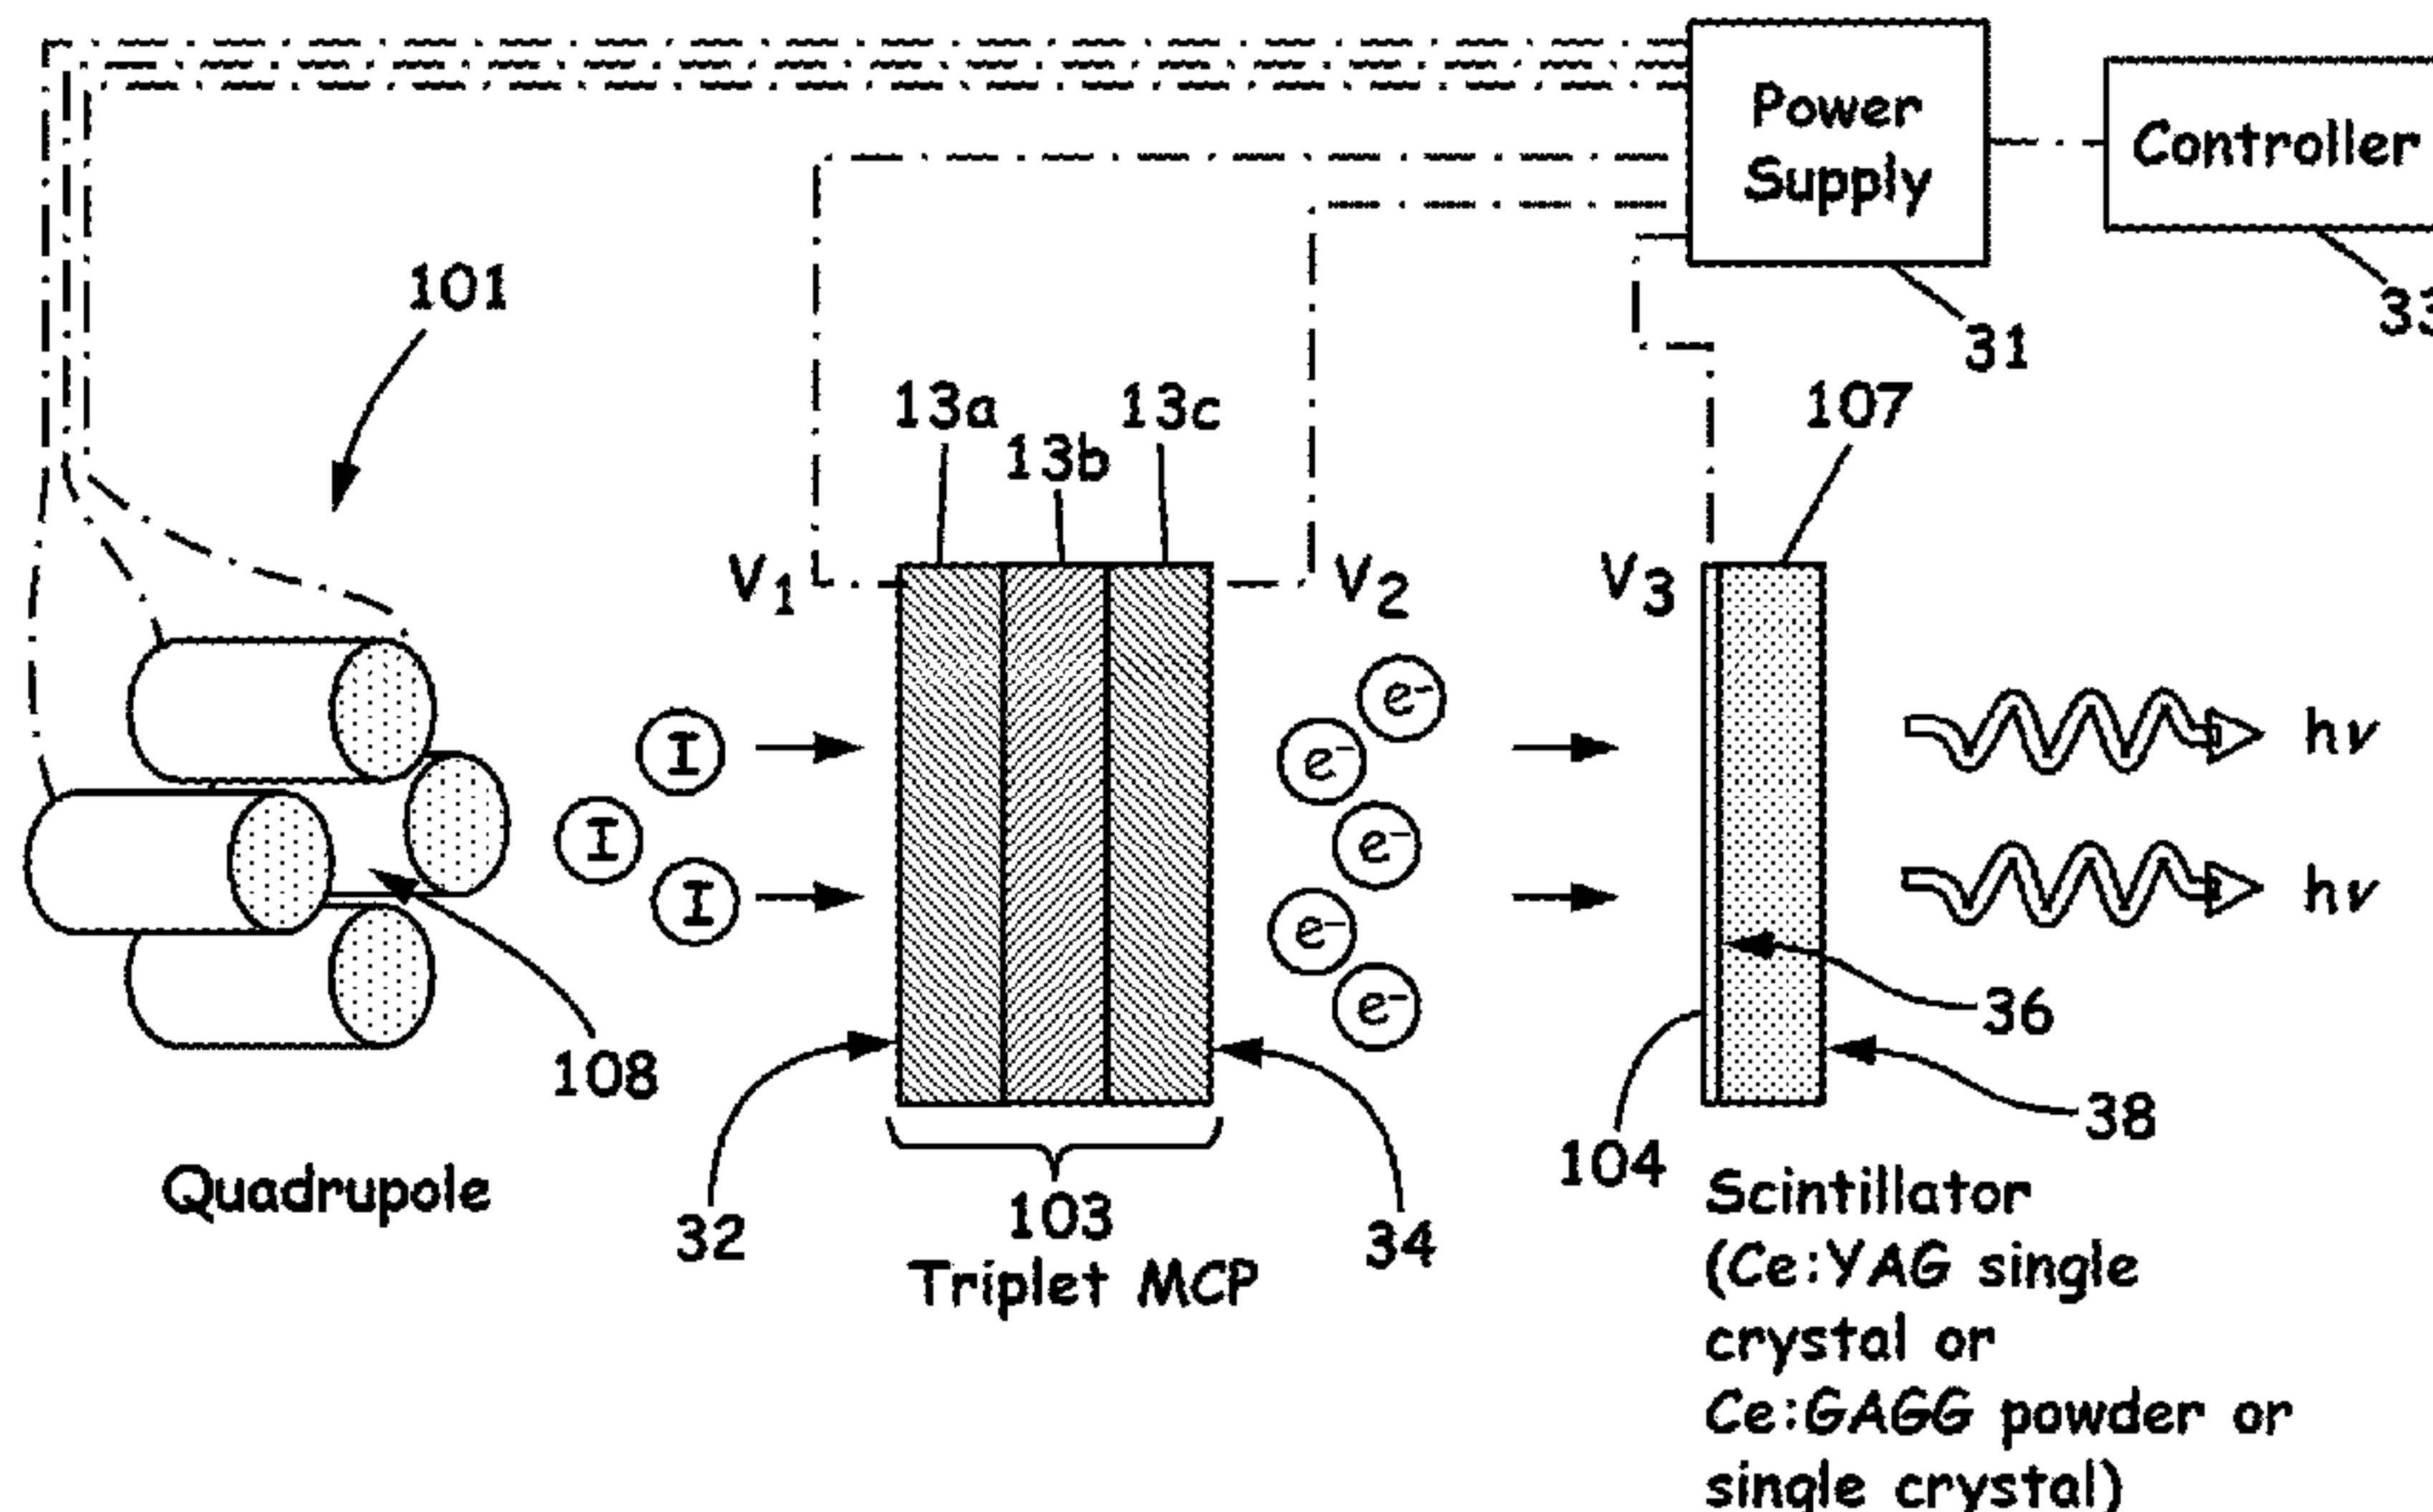 Power
Supply
Controller
101
31
33
13a
13c
13b
107
V1
V2
V3
I
I
I
e-
e-
e-
e-
e-
hν
hν
36
108
38
104
Quadrupole
32
103
34
Triplet MCP
Scintillator
(Ce:YAG single
crystal or
Ce:GAGG powder or
single crystal)